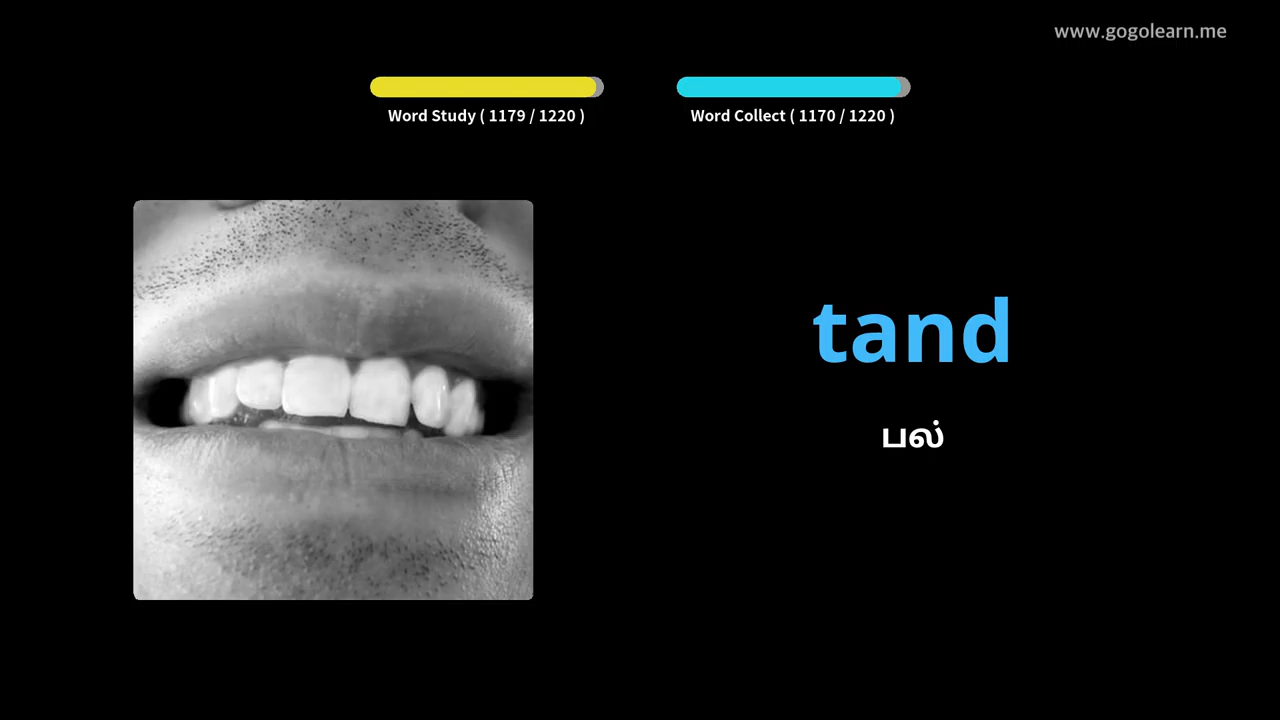 www.gogolearn.me
Word Study ( 1179 / 1220 )
Word Collect ( 1170 / 1220 )
tand
பல்